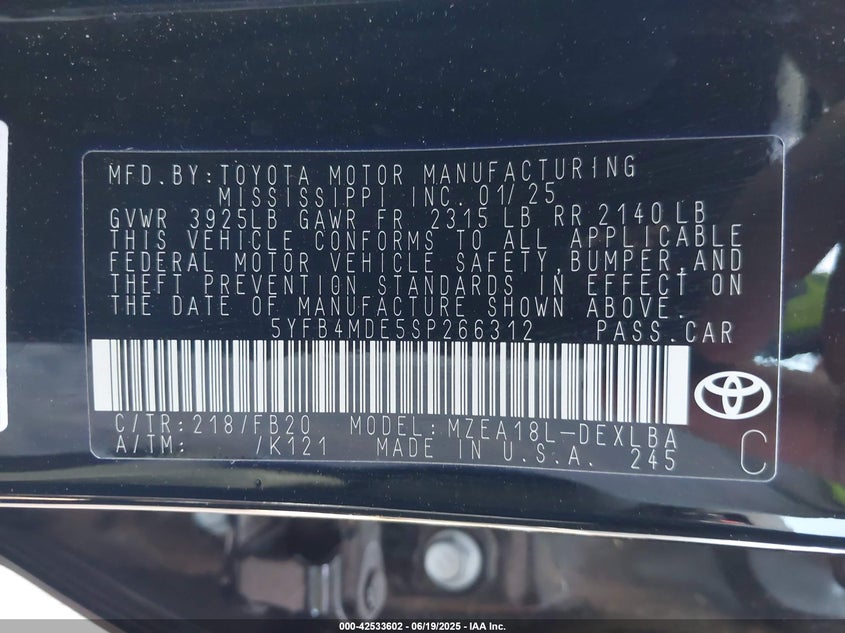 MFD.BY:TOYOTA MOTOR MANUFACTURING
MISSISSIPPI INC. 01/25
GVWR 3925LB GAWR FR 2315 LB RR 2140 LB
THIS VEHICLE CONFORMS TO ALL APPLICABLE
FEDERAL MOTOR VEHICLE SAFETY, BUMPER, AND
THEFT PREVENTION STANDARDS IN EFFECT ON
THE DATE OF MANUFACTURE SHOWN ABOVE.
5YFB4MDE5SP266312 PASS.CAR
C/TR:218/FB20 MODEL: MZEA18L-DEXLBA
A/TM: /K121 MADE IN U.S.A. 245
C
000-42533602 - 06/19/2025 - IAA Inc.